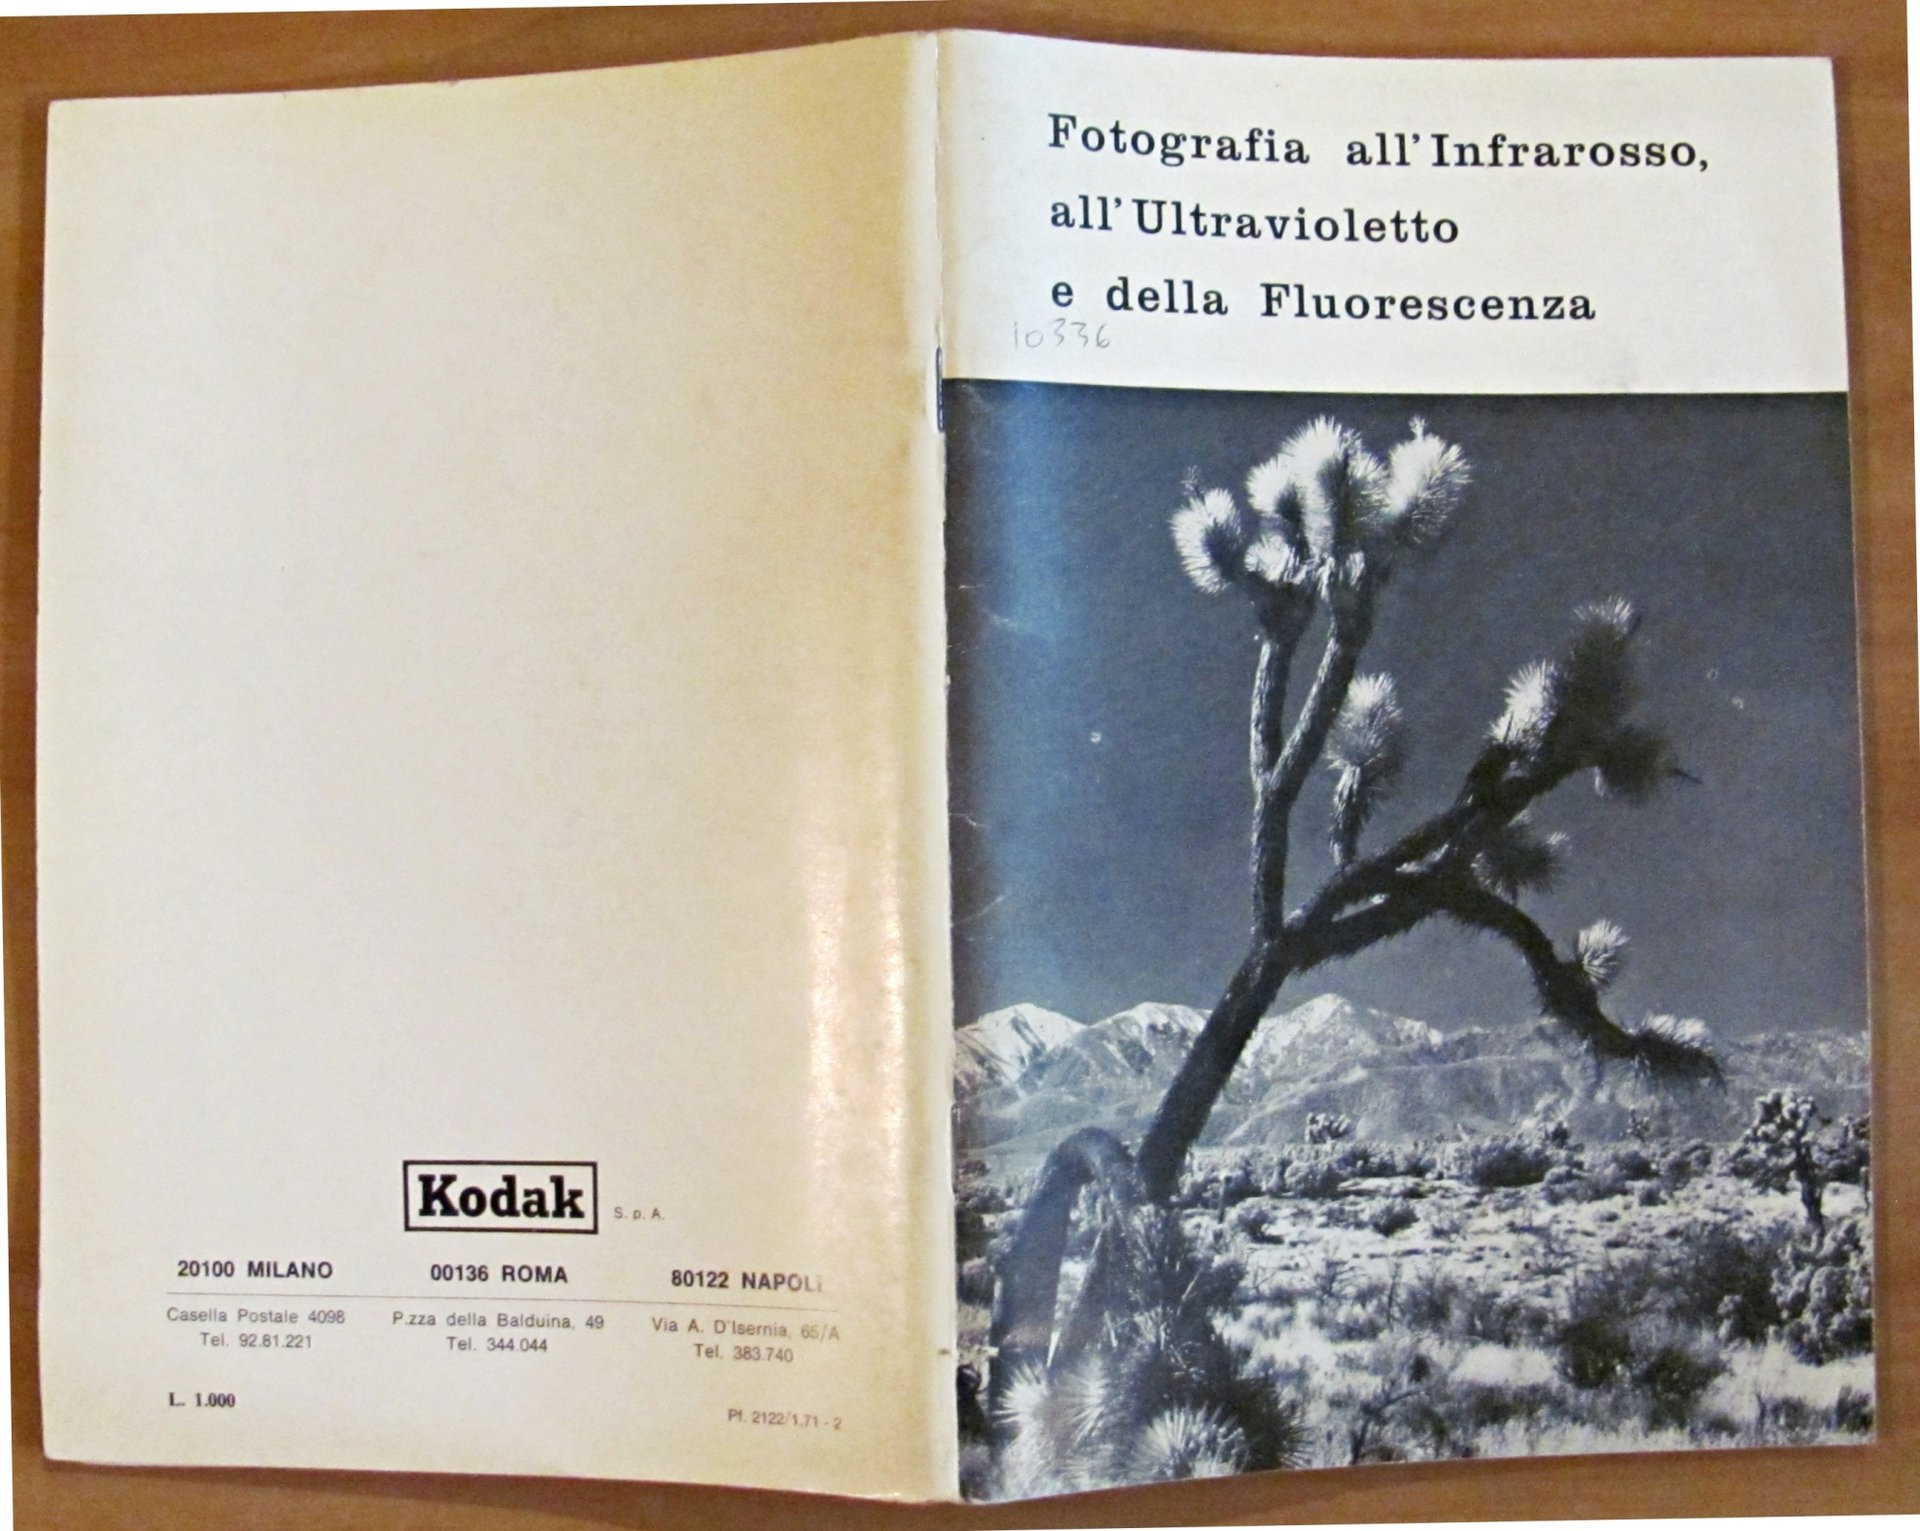 Fotografia all'Infrarosso,
all'Ultravioletto
e della Fluorescenza
10336
Kodak S. p. A.
20100 MILANO
Casella Postale 4098
Tel. 92.81.221
00136 ROMA
P.zza della Balduina, 49
Tel. 344.044
80122 NAPOLI
Via A. D'Isernia, 65/A
Tel. 383.740
L. 1.000
Pf. 2122/1.71 - 2